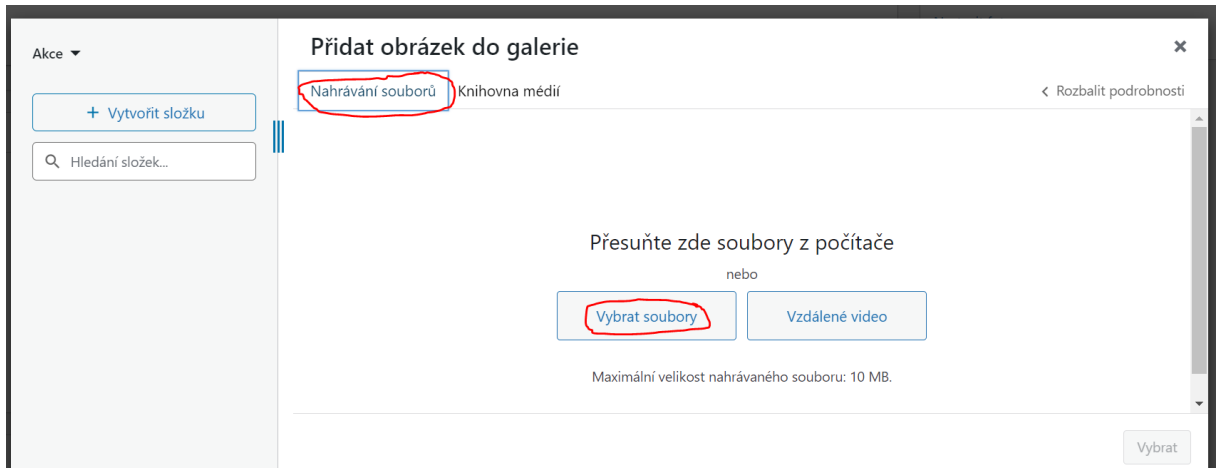 Akce
+ Vytvořit složku
Hledání složek...
Přidat obrázek do galerie
Nahrávání souborů Knihovna médií
Rozbalit podrobnosti
Přesuňte zde soubory z počítače
nebo
Vybrat soubory Vzdálené video
Maximální velikost nahrávaného souboru: 10 MB.
Vybrat